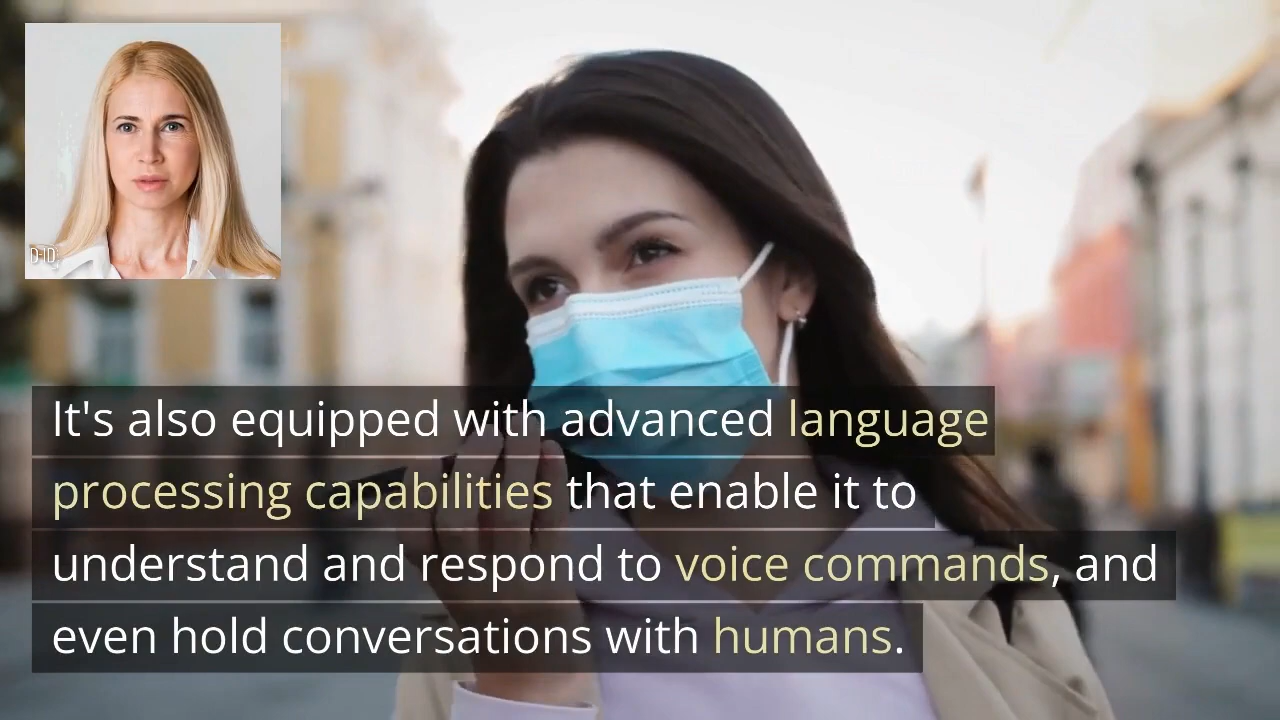 D-ID
It's also equipped with advanced language
processing capabilities that enable it to
understand and respond to voice commands, and
even hold conversations with humans.